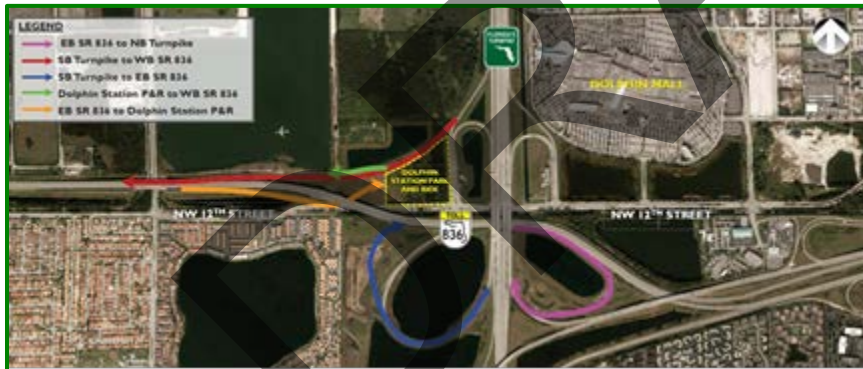 LEGEND
EB SR 836 to NB Turnpike
SB Turnpike to WB SR 836
SB Turnpike to EB SR 836
Dolphin Station P&R to WB SR 836
EB SR 836 to Dolphin Station P&R
FLORIDA'S
TURNPIKE
DOLPHIN MALL
DOLPHIN
STATION PARK
AND RIDE
NW 12TH STREET
NW 12TH STREET
TOLL
836